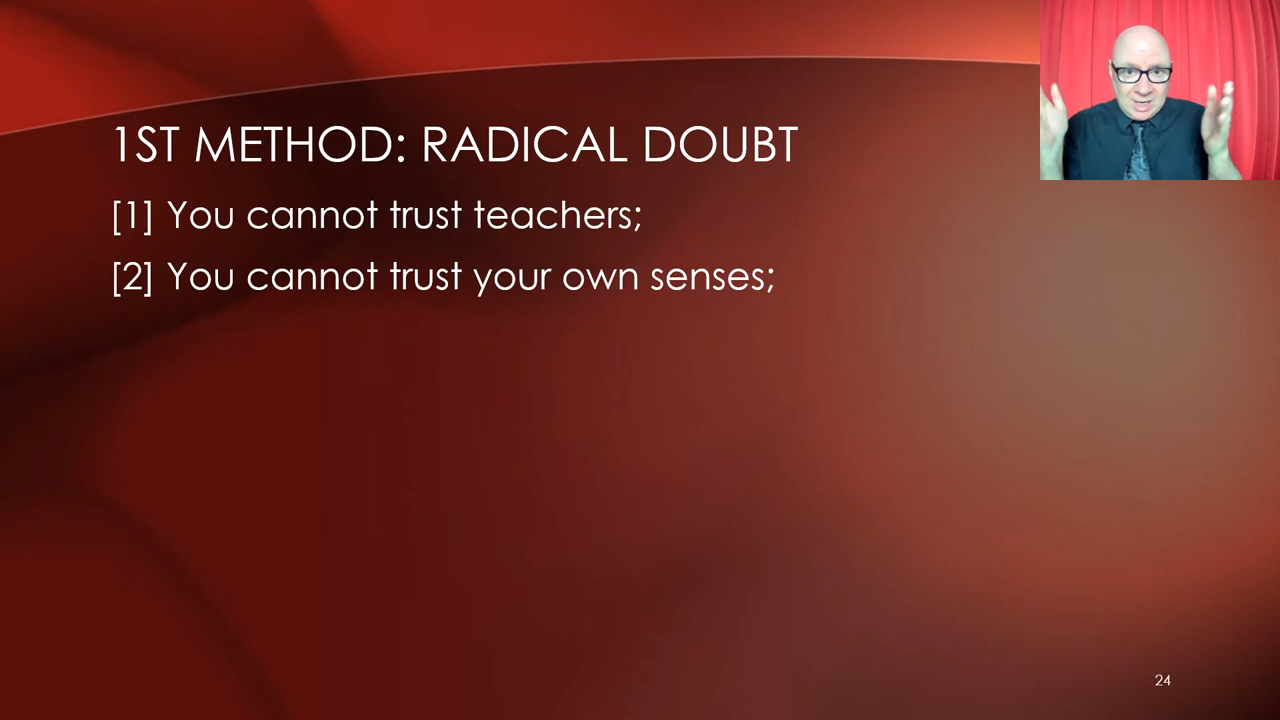 1ST METHOD: RADICAL DOUBT
[1] You cannot trust teachers;
[2] You cannot trust your own senses;
24